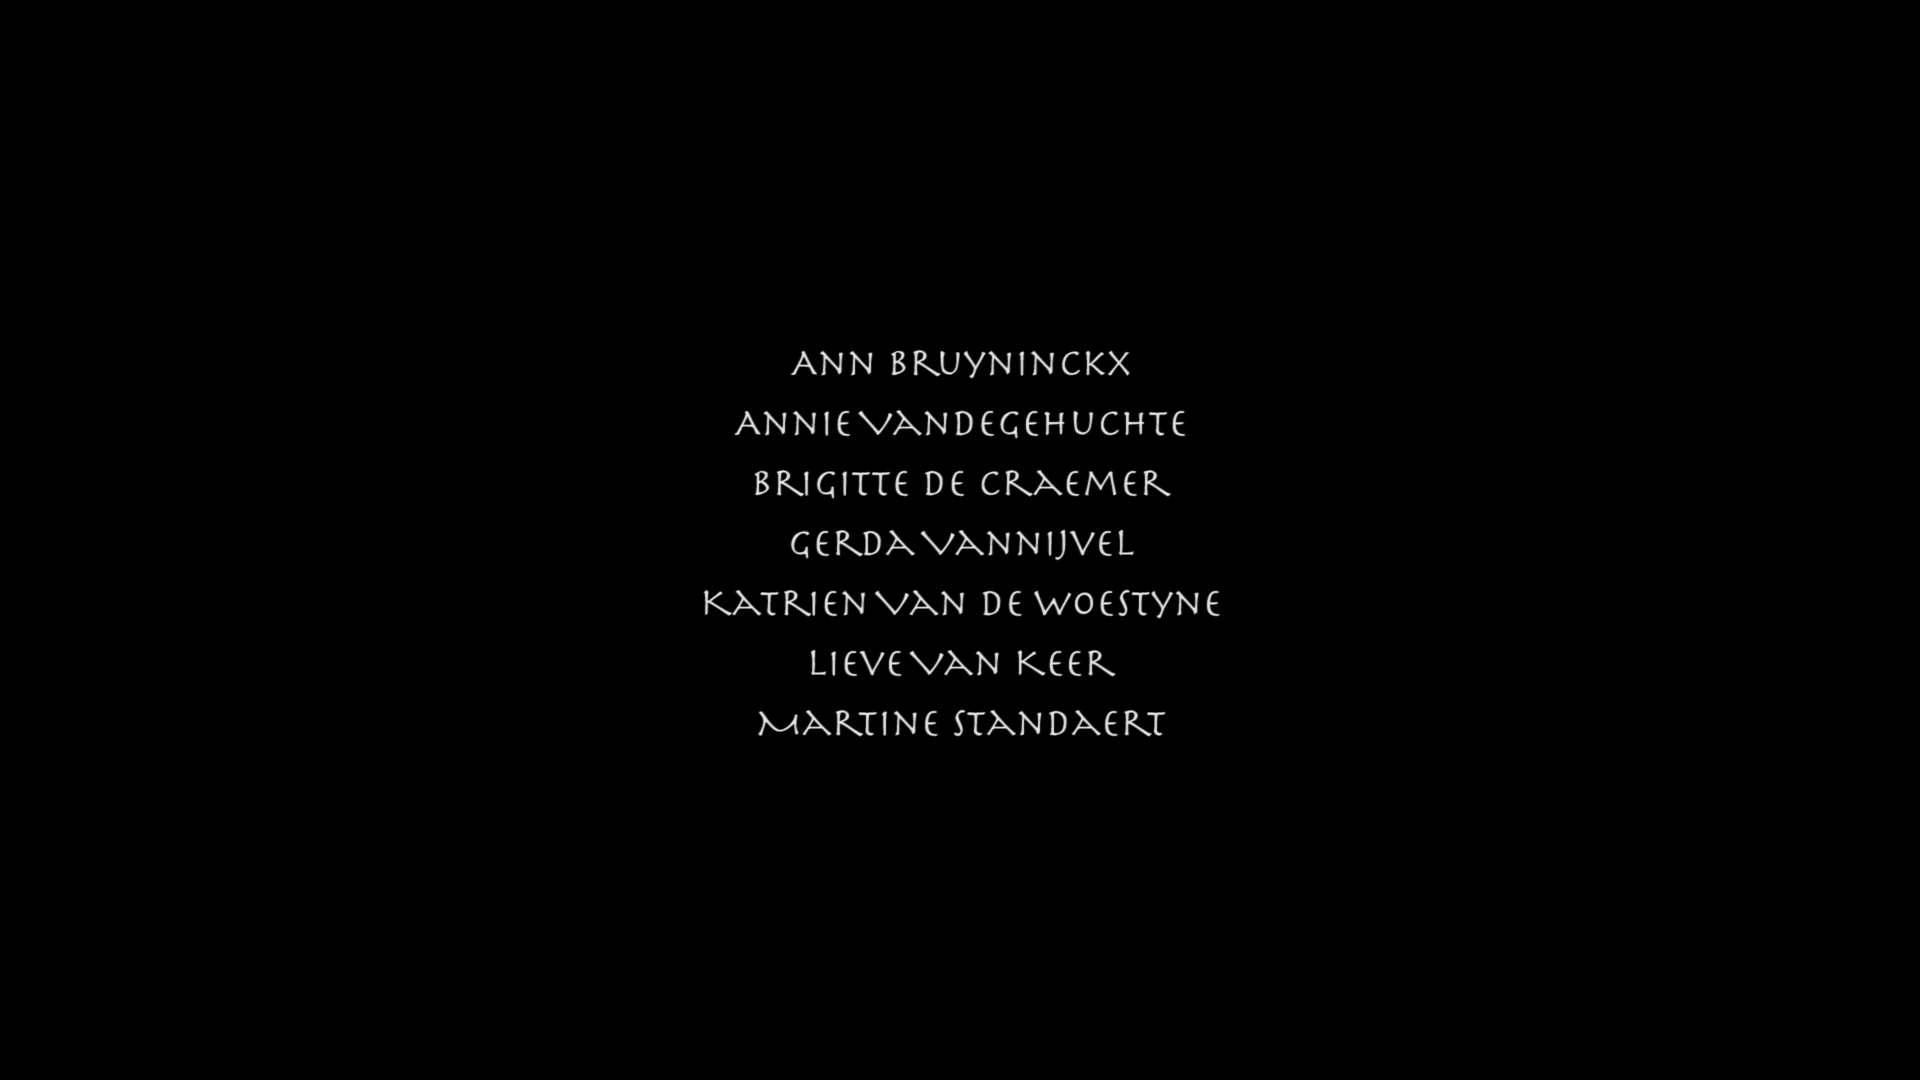 Ann Bruyninckx
Annie Vandegehuchte
Brigitte De Craemer
Gerda Vannijvel
Katrien Van De Woestyne
Lieve Van Keer
Martine Standaert